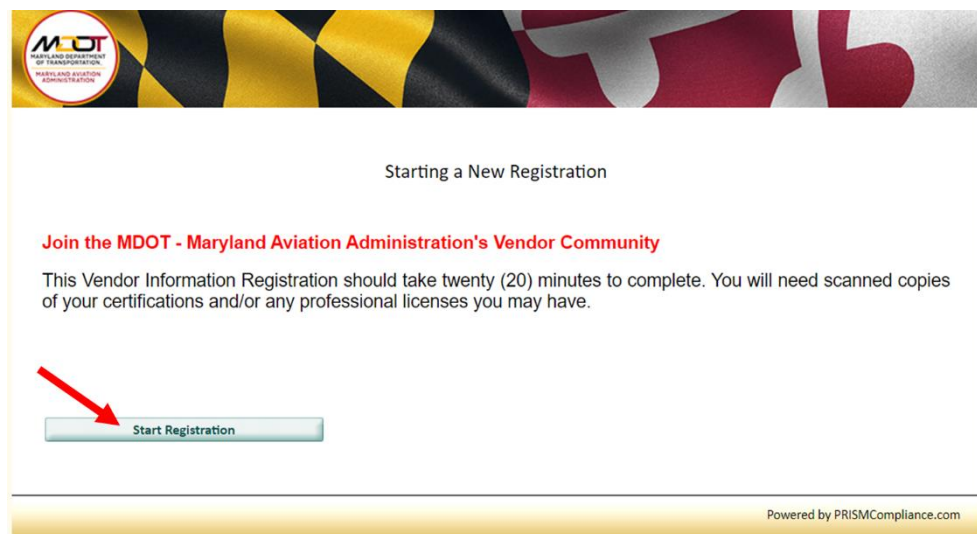 MDOT
MARYLAND DEPARTMENT
OF TRANSPORTATION.
MARYLAND AVIATION
ADMINISTRATION
Starting a New Registration
Join the MDOT - Maryland Aviation Administration's Vendor Community
This Vendor Information Registration should take twenty (20) minutes to complete. You will need scanned copies
of your certifications and/or any professional licenses you may have.
Start Registration
Powered by PRISMCompliance.com